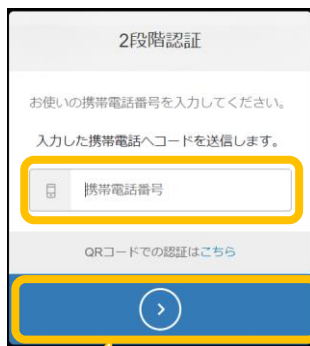 2段階認証
お使いの携帯電話番号を入力してください。
入力した携帯電話へコードを送信します。
携帯電話番号
QRコードでの認証はこちら